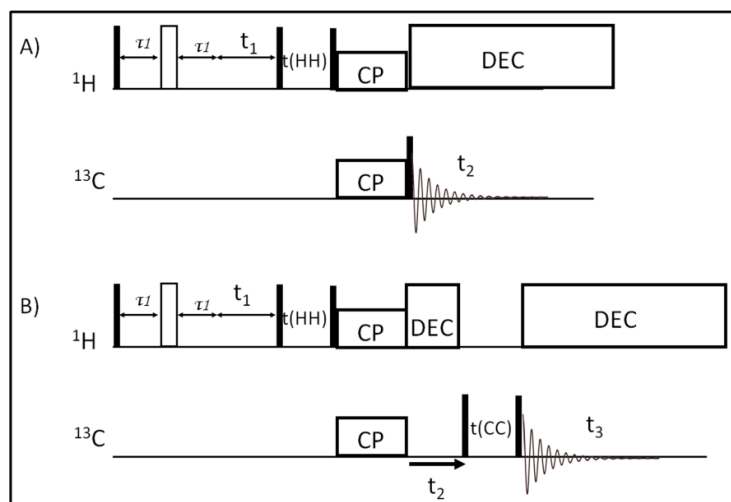 A)
τ1 τ1 t₁ t(HH) CP DEC
¹H
CP t₂
¹³C
B)
τ1 τ1 t₁ t(HH) CP DEC DEC
¹H
CP t(CC) t₃
¹³C
t₂